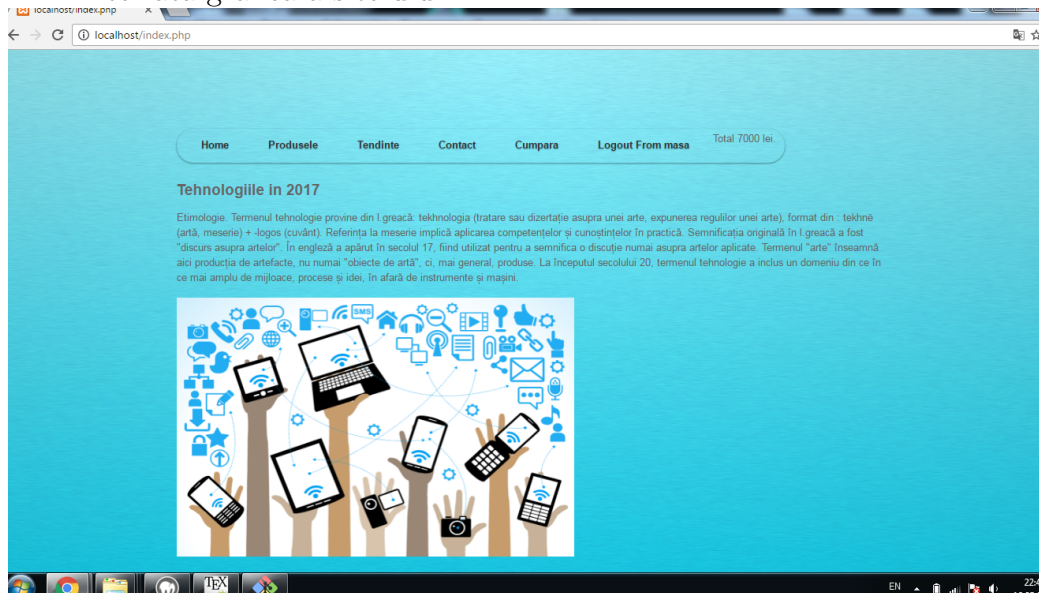 localhost/index.php
localhost/index.php
Home Produsele Tendinte Contact Cumpara Logout From masa Total 7000 lei.
Tehnologiile in 2017
Etimologie. Termenul tehnologie provine din l.greacă: tekhnologia (tratare sau dizertație asupra unei arte, expunerea regulilor unei arte), format din : tekhnē
(artă, meserie) + -logos (cuvânt). Referința la meserie implică aplicarea competențelor și cunoștințelor în practică. Semnificația originală în l.greacă a fost
"discurs asupra artelor". În engleză a apărut în secolul 17, fiind utilizat pentru a semnifica o discuție numai asupra artelor aplicate. Termenul "arte" însemnă
aici producția de artefacte, nu numai "obiecte de artă", ci, mai general, produse. La începutul secolului 20, termenul tehnologie a inclus un domeniu din ce în
ce mai amplu de mijloace, procese și idei, în afară de instrumente și mașini.
SMS
TEX
EN